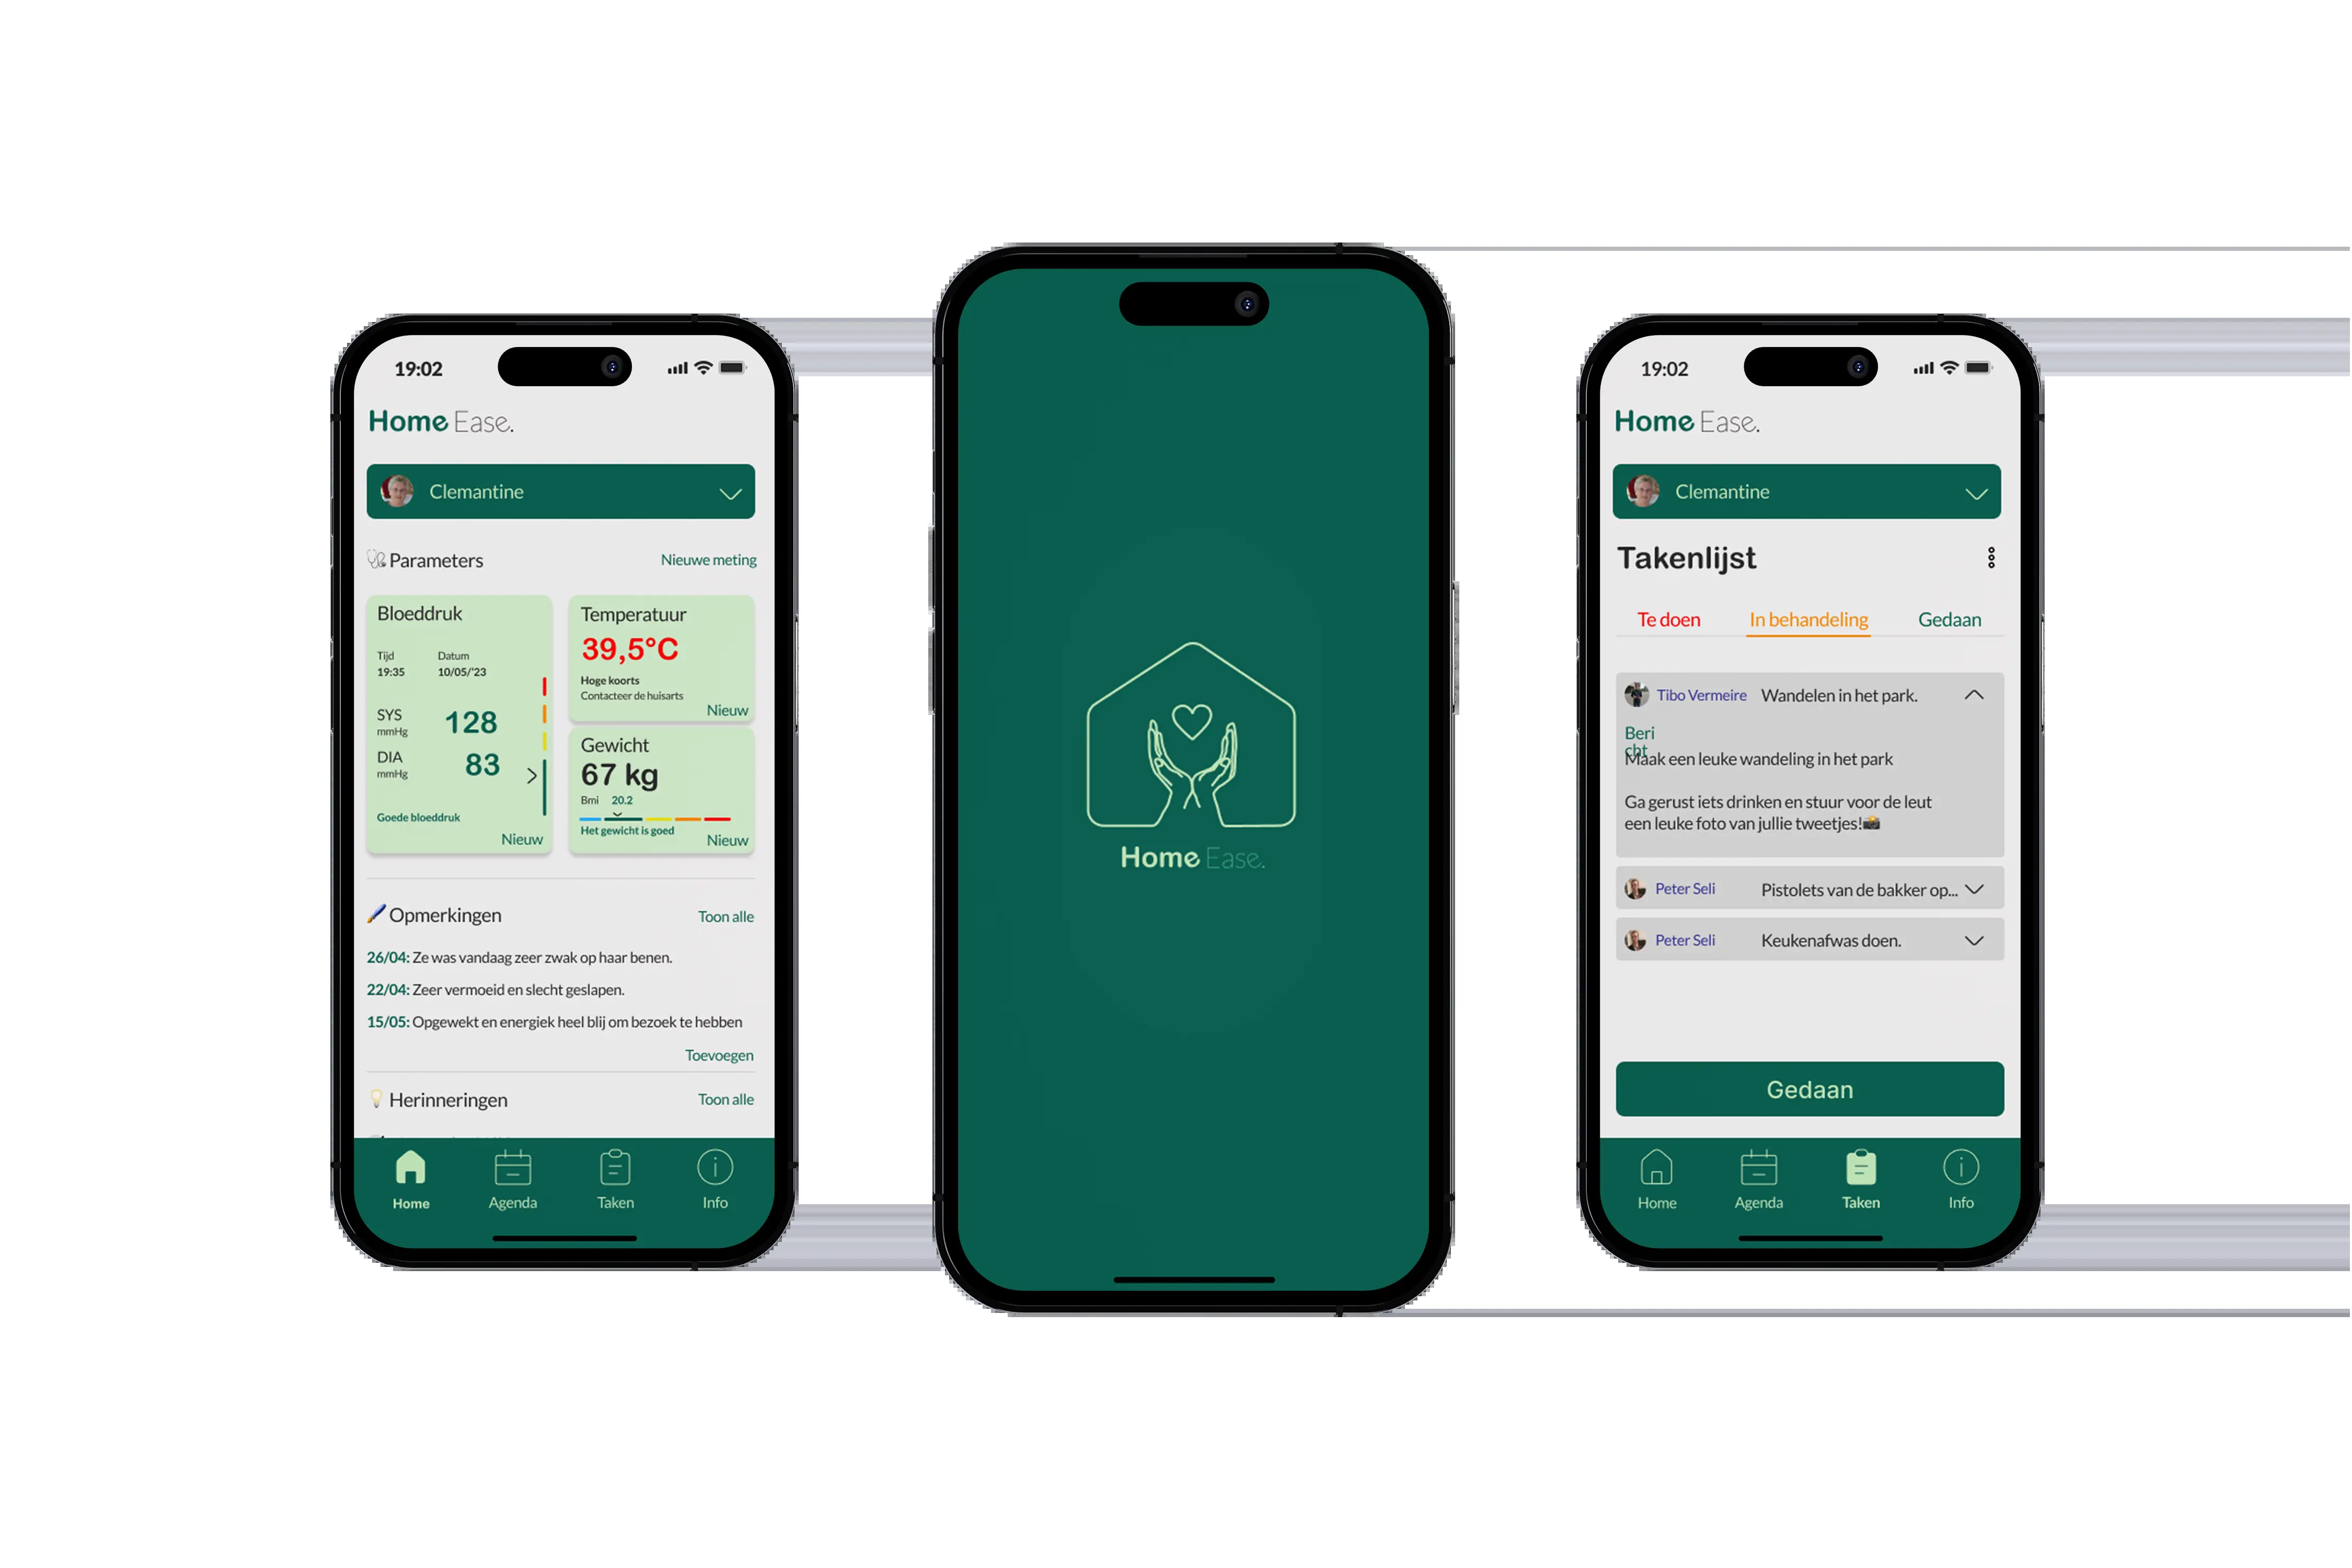 19:02
Home Ease.
Clemantine
Parameters
Nieuwe meting
Bloeddruk
Tijd
Datum
19:35
10/05/'23
SYS
mmHg
128
DIA
mmHg
83
Goede bloeddruk
Nieuw
Temperatuur
39,5°C
Hoge koorts
Contacteer de huisarts
Nieuw
Gewicht
67 kg
Bmi 20.2
Het gewicht is goed
Nieuw
Opmerkingen
Toon alle
26/04: Ze was vandaag zeer zwak op haar benen.
22/04: Zeer vermoeid en slecht geslapen.
15/05: Opgewekt en energiek heel blij om bezoek te hebben
Toevoegen
Herinneringen
Toon alle
Home
Agenda
Taken
Info
Home Ease.
19:02
Home Ease.
Clemantine
Takenlijst
Te doen
In behandeling
Gedaan
Tibo Vermeire
Wandelen in het park.
Beri
cht
Maak een leuke wandeling in het park
Ga gerust iets drinken en stuur voor de leut
een leuke foto van jullie tweetjes!📸
Peter Seli
Pistolets van de bakker op...
Peter Seli
Keukenafwas doen.
Gedaan
Home
Agenda
Taken
Info